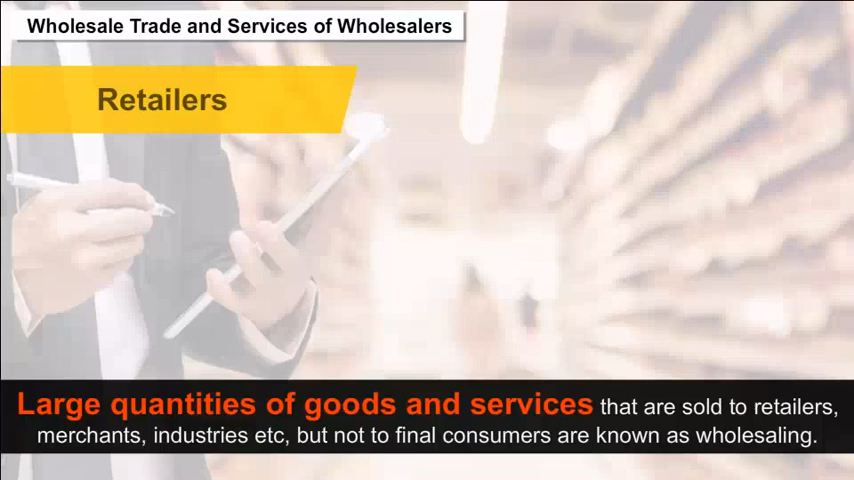 Wholesale Trade and Services of Wholesalers
Retailers
Large quantities of goods and services that are sold to retailers,
merchants, industries etc, but not to final consumers are known as wholesaling.